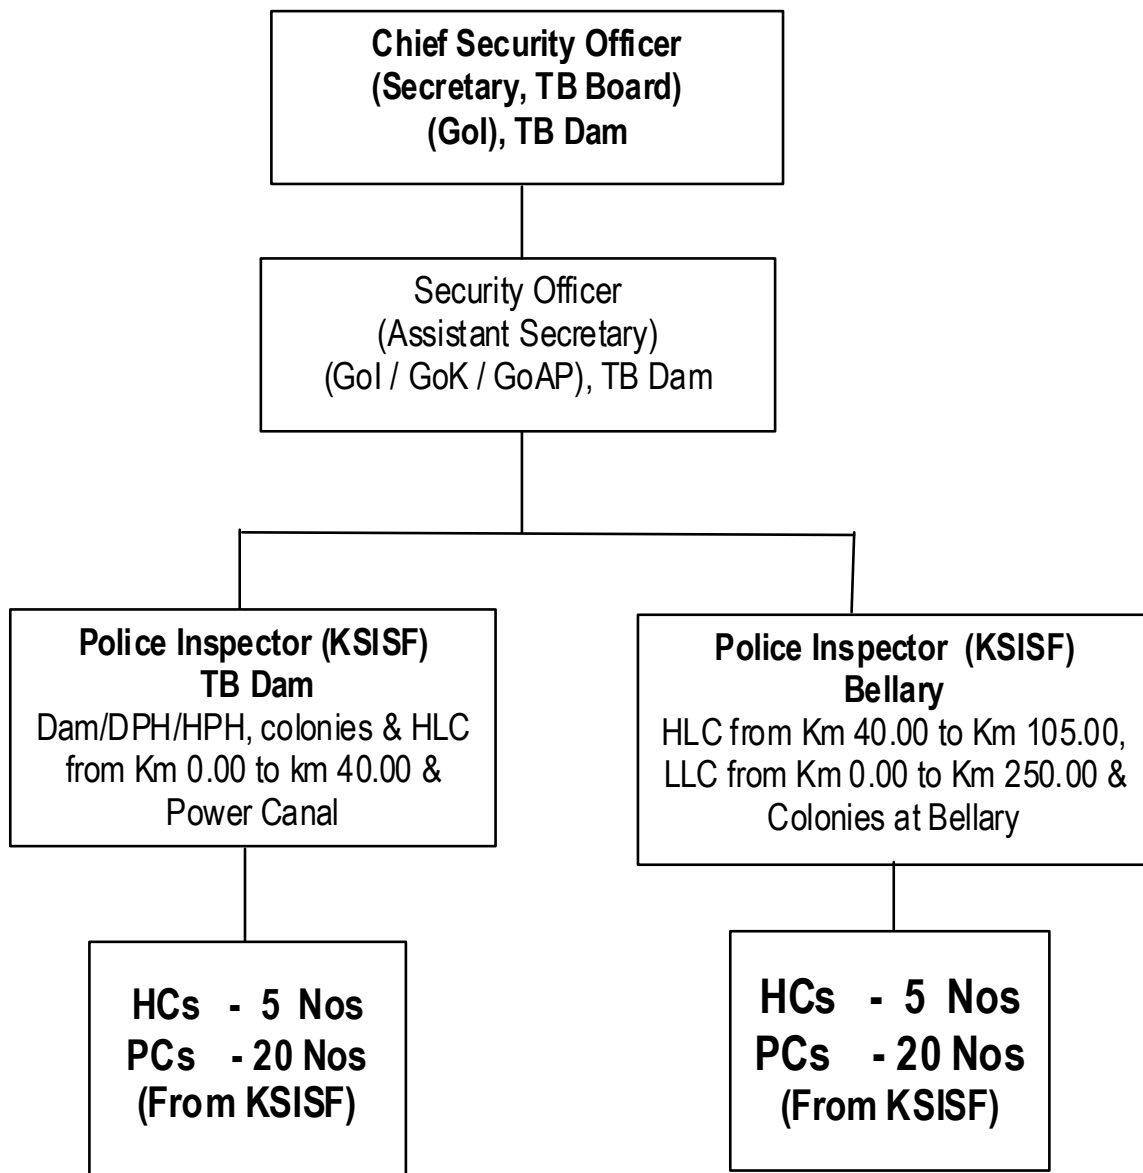 Chief Security Officer
(Secretary, TB Board)
(GoI), TB Dam
Security Officer
(Assistant Secretary)
(GoI / GoK / GoAP), TB Dam
Police Inspector (KSISF)
TB Dam
Dam/DPH/HPH, colonies & HLC
from Km 0.00 to km 40.00 &
Power Canal
Police Inspector (KSISF)
Bellary
HLC from Km 40.00 to Km 105.00,
LLC from Km 0.00 to Km 250.00 &
Colonies at Bellary
HCs - 5 Nos
PCs - 20 Nos
(From KSISF)
HCs - 5 Nos
PCs - 20 Nos
(From KSISF)